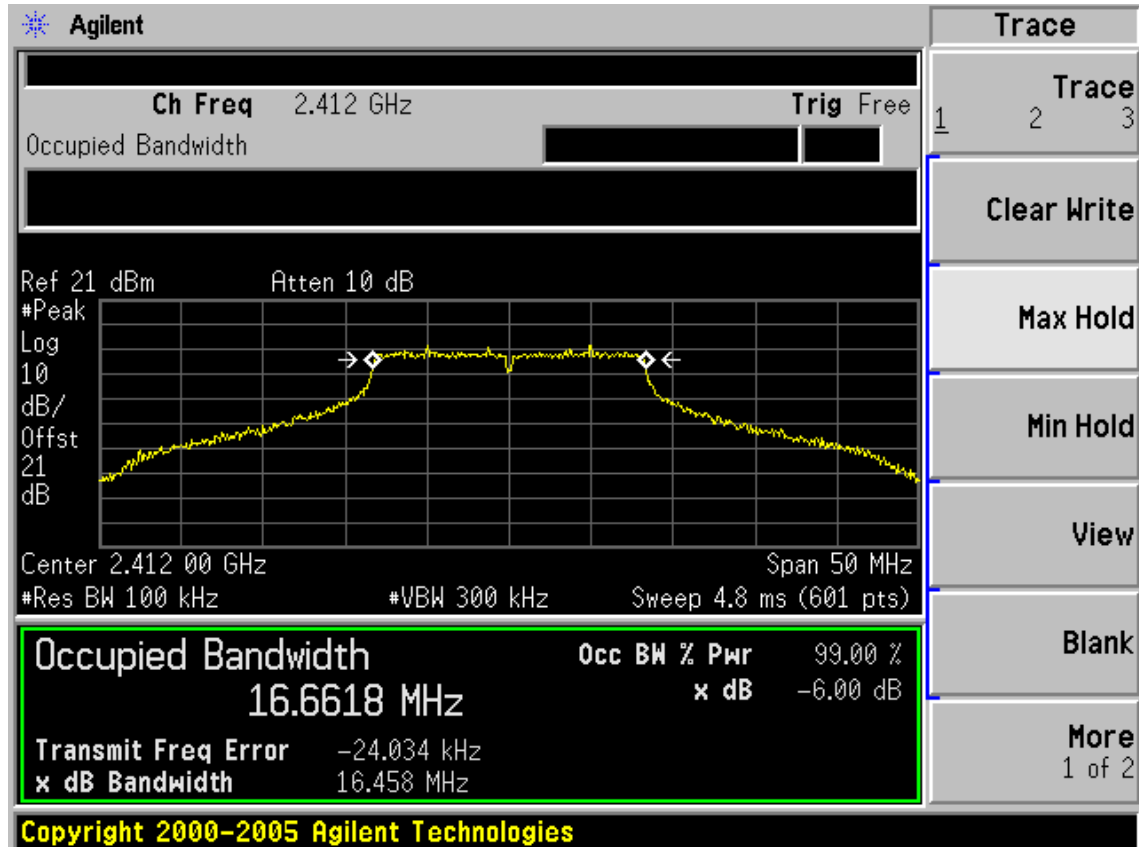 Agilent
Trace
Ch Freq 2.412 GHz Trig Free
Occupied Bandwidth
Trace
1 2 3
Clear Write
Max Hold
Min Hold
View
Blank
More
1 of 2
Ref 21 dBm Atten 10 dB
#Peak
Log
10
dB/
Offst
21
dB
Center 2.412 00 GHz Span 50 MHz
#Res BW 100 kHz #VBW 300 kHz Sweep 4.8 ms (601 pts)
Occupied Bandwidth Occ BW % Pwr 99.00 %
16.6618 MHz x dB -6.00 dB
Transmit Freq Error -24.034 kHz
x dB Bandwidth 16.458 MHz
Copyright 2000-2005 Agilent Technologies